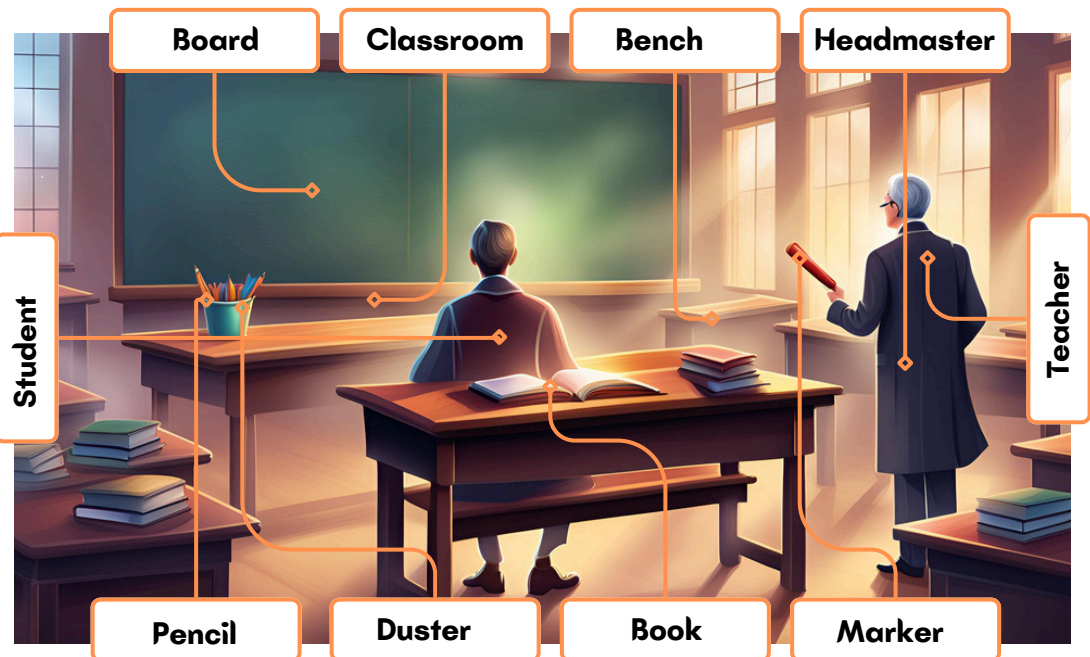 Board
Classroom
Bench
Headmaster
Student
Teacher
Pencil
Duster
Book
Marker